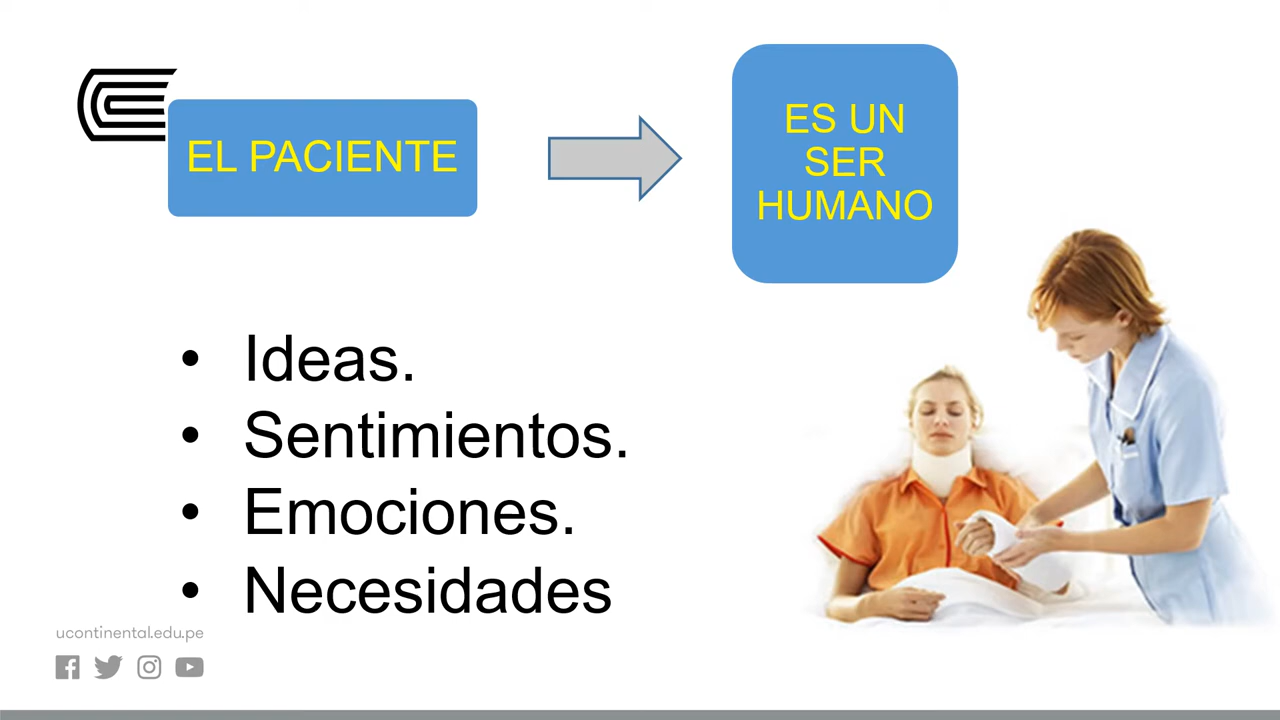 EL PACIENTE
ES UN
SER
HUMANO
• Ideas.
• Sentimientos.
• Emociones.
• Necesidades
ucontinental.edu.pe